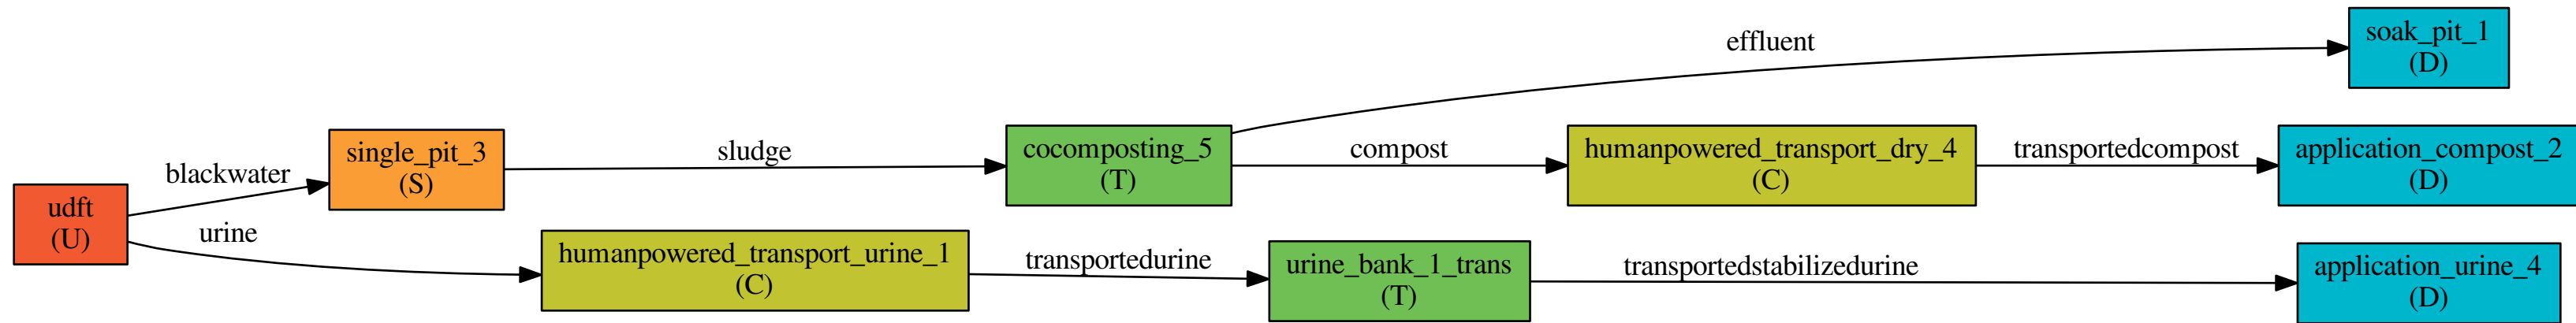 udft
(U)
blackwater
urine
single_pit_3
(S)
sludge
humanpowered_transport_urine_1
(C)
cocomposting_5
(T)
transportedurine
urine_bank_1_trans
(T)
effluent
compost
humanpowered_transport_dry_4
(C)
transportedstabilizedurine
transportedcompost
soak_pit_1
(D)
application_compost_2
(D)
application_urine_4
(D)